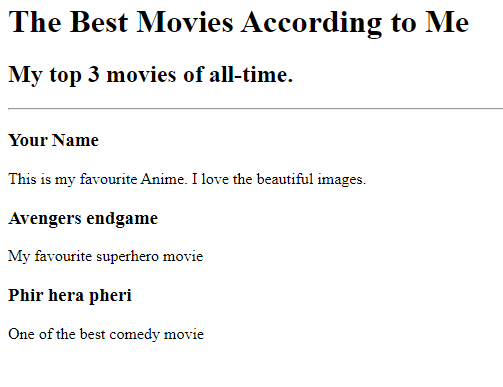 The Best Movies According to Me
My top 3 movies of all-time.
Your Name
This is my favourite Anime. I love the beautiful images.
Avengers endgame
My favourite superhero movie
Phir hera pheri
One of the best comedy movie